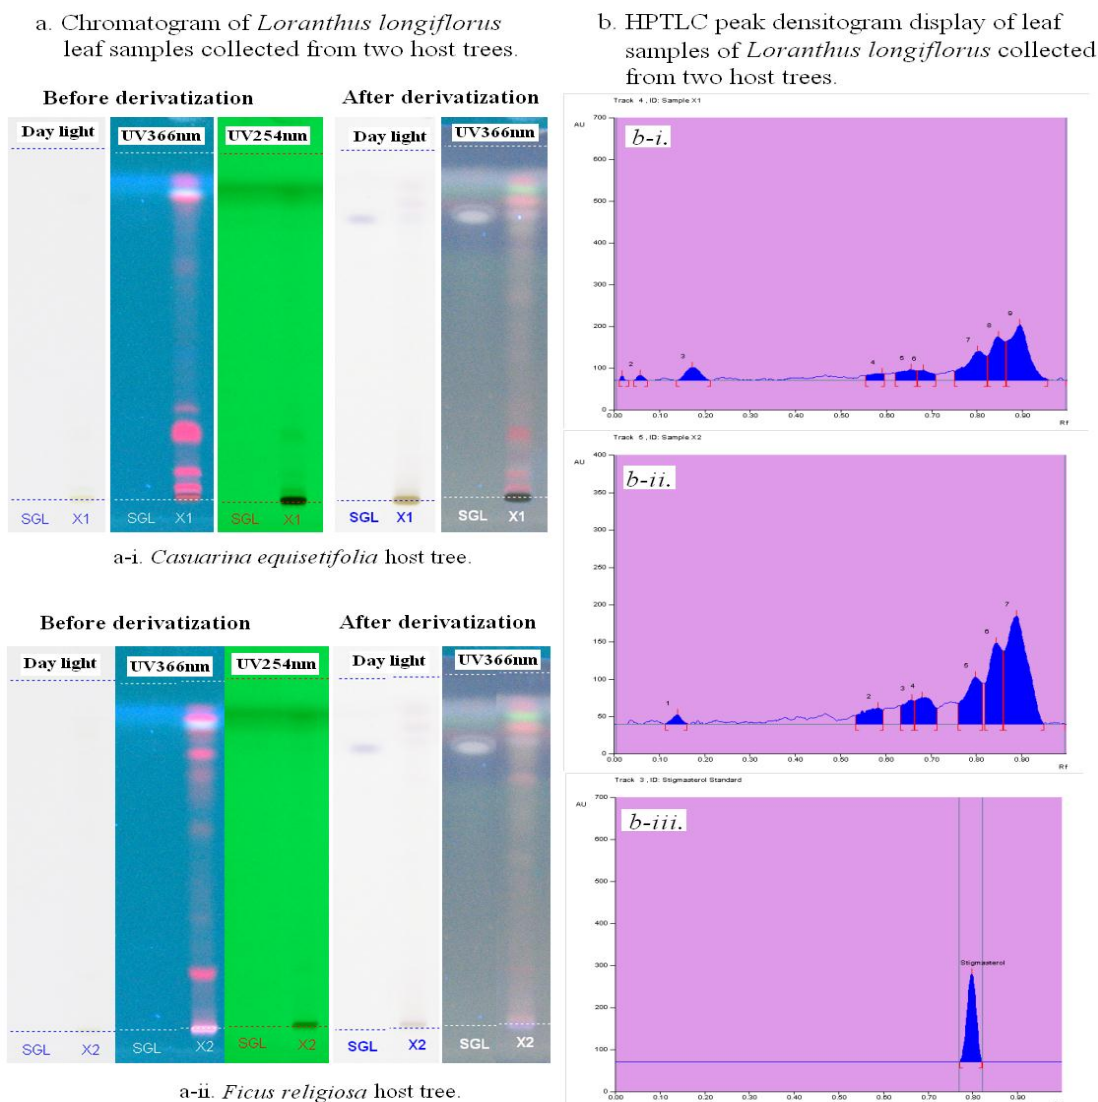 a. Chromatogram of Loranthus longiflorus
leaf samples collected from two host trees.
Before derivatization
After derivatization
Day light
UV366nm
UV254nm
Day light
UV366nm
SGL X1
SGL X1
SGL X1
SGL X1
SGL X1
a-i. Casuarina equisetifolia host tree.
Before derivatization
After derivatization
Day light
UV366nm
UV254nm
Day light
UV366nm
SGL X2
SGL X2
SGL X2
SGL X2
SGL X2
a-ii. Ficus religiosa host tree.
b. HPTLC peak densitogram display of leaf
samples of Loranthus longiflorus collected
from two host trees.
Track 4 , ID: Sample X1
AU
700
600
500
400
300
200
100
0
b-i.
2
3
4
5
6
7
8
9
0.00 0.10 0.20 0.30 0.40 0.50 0.60 0.70 0.80 0.90
Rf
Track 5 , ID: Sample X2
AU
400
350
300
250
200
150
100
50
0
b-ii.
1
2
3
4
5
6
7
0.00 0.10 0.20 0.30 0.40 0.50 0.60 0.70 0.80 0.90
Rf
Track 3 , ID: Stigmasterol Standard
AU
700
600
500
400
300
200
100
0
b-iii.
Stigmasterol
0.00 0.10 0.20 0.30 0.40 0.50 0.60 0.70 0.80 0.90